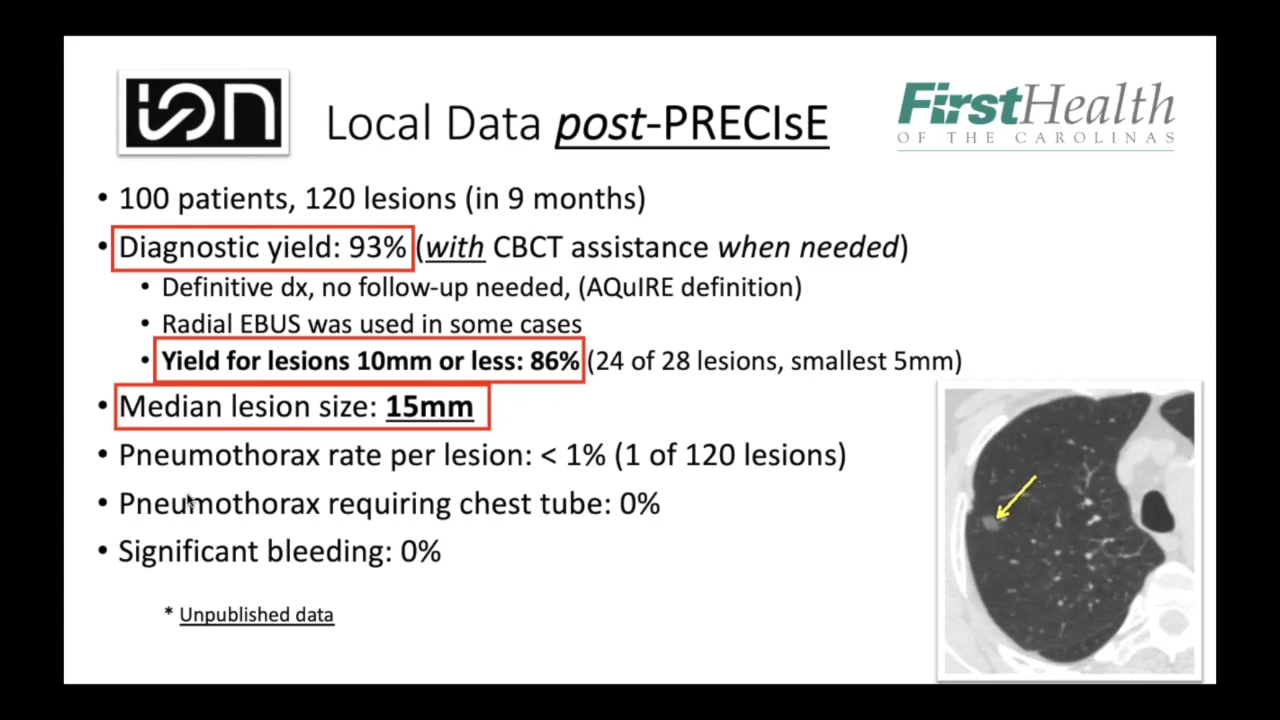 ion
Local Data post-PRECIsE
FirstHealth
OF THE CAROLINAS
• 100 patients, 120 lesions (in 9 months)
• Diagnostic yield: 93% (with CBCT assistance when needed)
• Definitive dx, no follow-up needed, (AQuIRE definition)
• Radial EBUS was used in some cases
• Yield for lesions 10mm or less: 86% (24 of 28 lesions, smallest 5mm)
• Median lesion size: 15mm
• Pneumothorax rate per lesion: < 1% (1 of 120 lesions)
• Pneumothorax requiring chest tube: 0%
• Significant bleeding: 0%
* Unpublished data